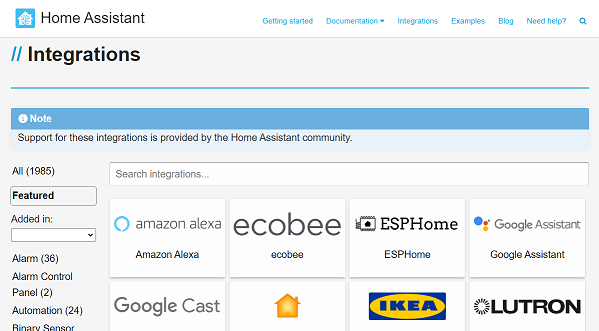 Home Assistant
Getting started Documentation Integrations Examples Blog Need help?
// Integrations
Note
Support for these integrations is provided by the Home Assistant community.
All (1985)
Search integrations...
Featured
Added in:
amazon alexa ecobee ESPHome Google Assistant
Amazon Alexa ecobee ESPHome Google Assistant
Alarm (36)
Alarm Control
Panel (2)
Automation (24)
Binary Sensor
Google Cast IKEA LUTRON